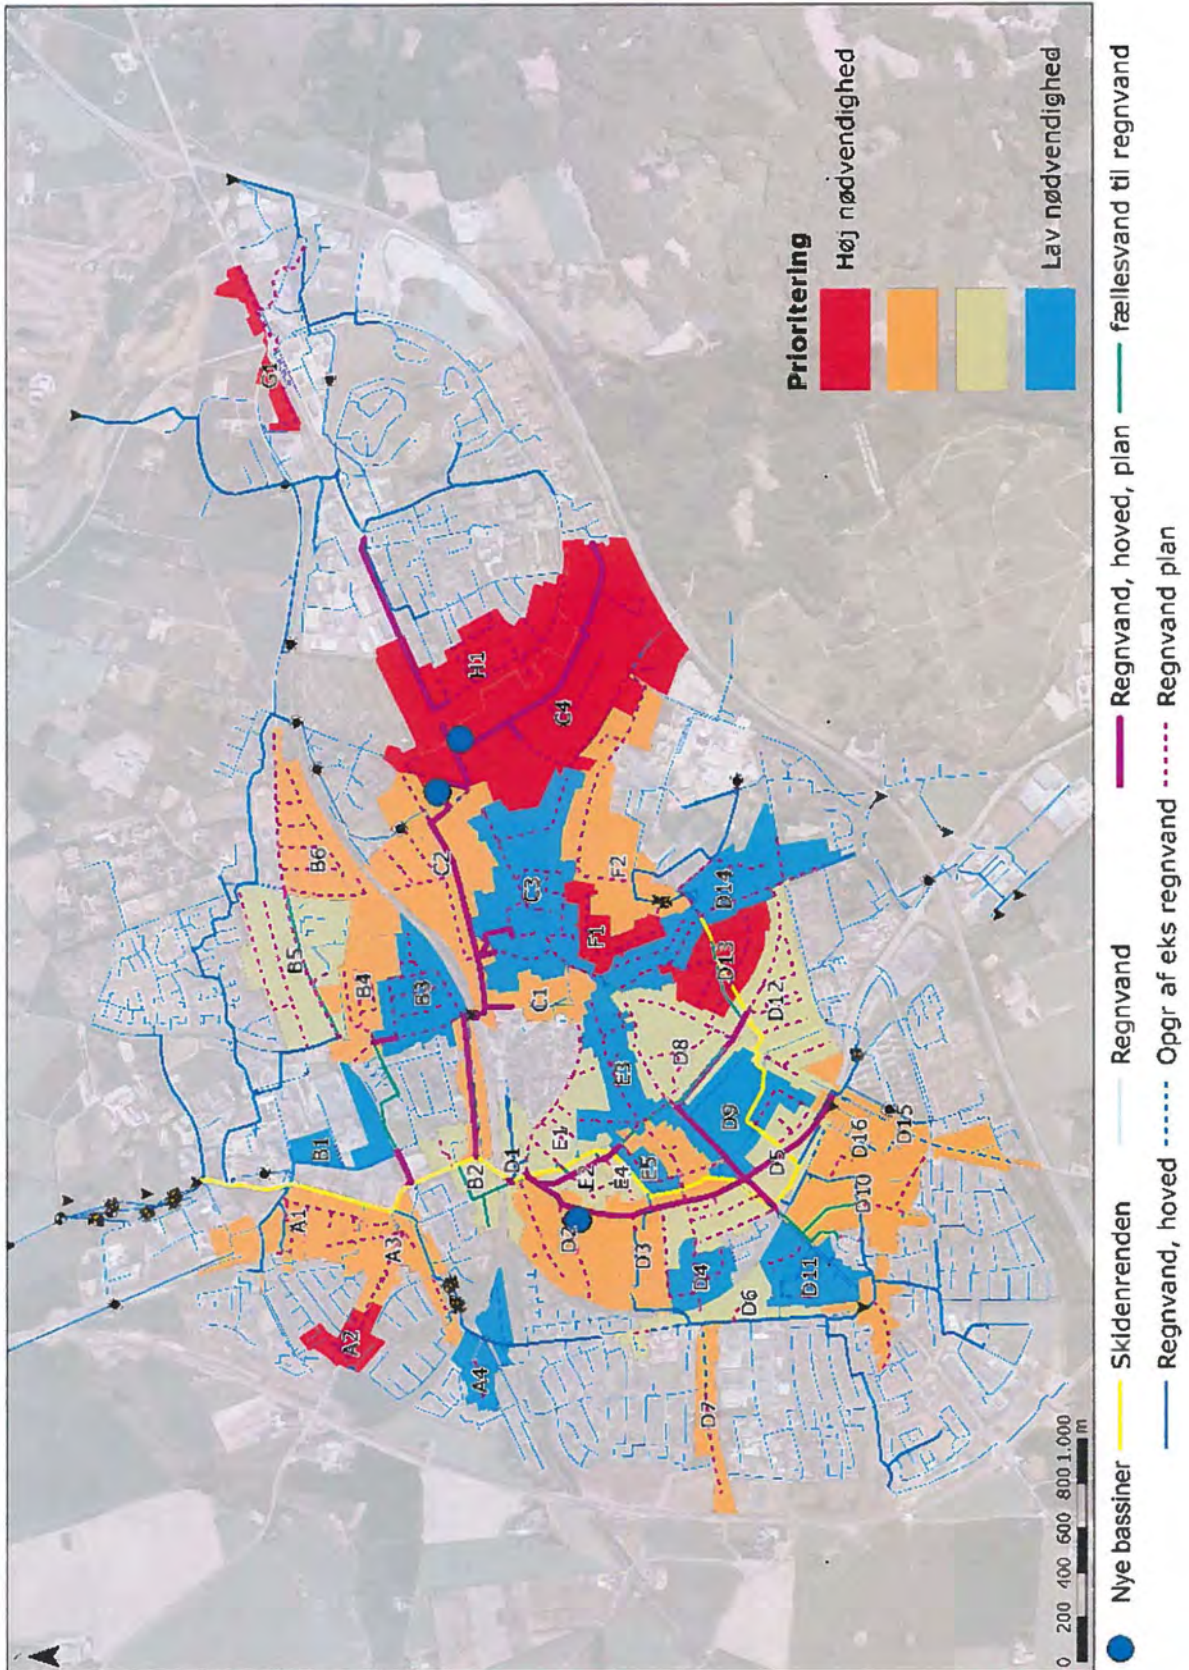 Prioritering
Høj nødvendighed
Lav nødvendighed
G1
H1
C4
B6
C2
C3
F2
F1
D14
B5
B4
B3
C1
D13
D12
D8
E3
B1
B2
D1
E1
E2
E4
E5
D9
D5
D16
D15
D10
A1
A3
A2
A4
D2
D3
D4
D6
D11
D7
0 200 400 600 800 1.000
m
Nye bassiner Skidenrenden Regnvand Regnvand, hoved, plan fællesvand til regnvand
Regnvand, hoved Opgr af eks regnvand Regnvand plan